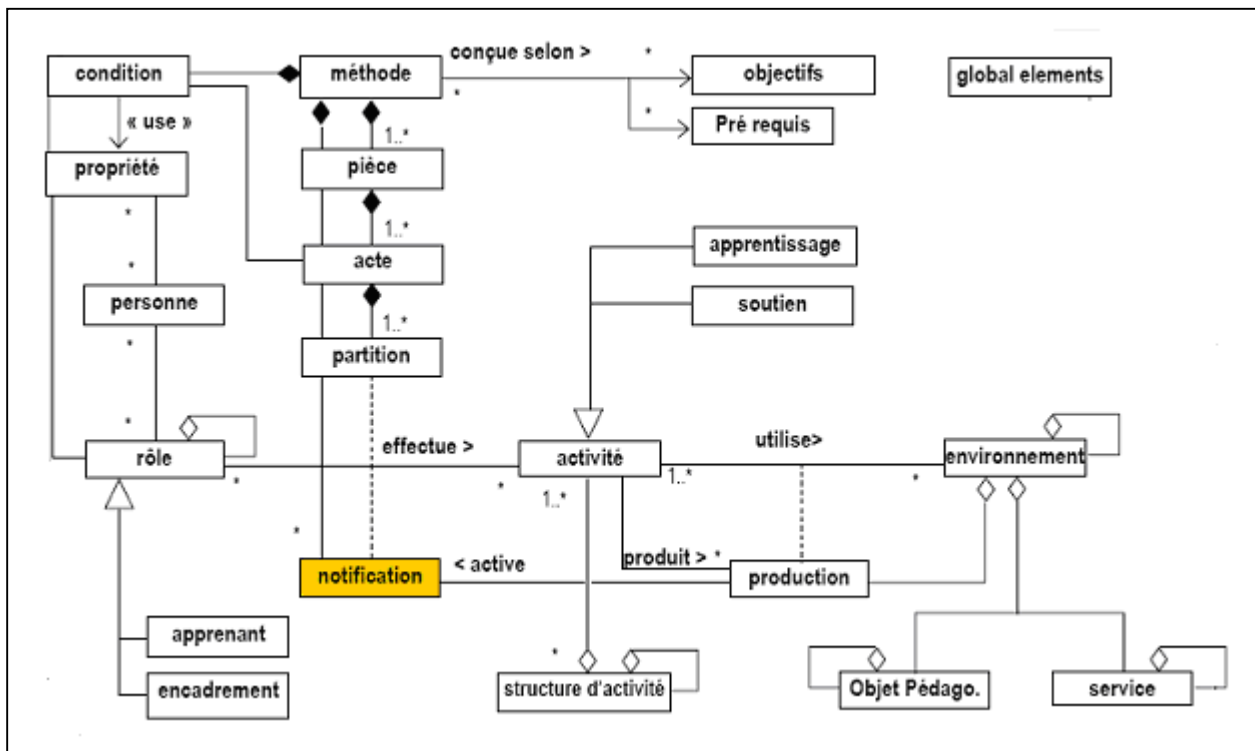 conçue selon > *
condition
méthode
objectifs
global elements
*
« use »
*
Pré requis
1..*
propriété
pièce
*
1..*
apprentissage
acte
*
personne
soutien
1..*
*
partition
*
effectue >
utilise>
rôle
activité
environnement
*
*
1..*
1..*
*
*
notification
< active
produit > *
production
apprenant
*
encadrement
structure d'activité
Objet Pédago.
service